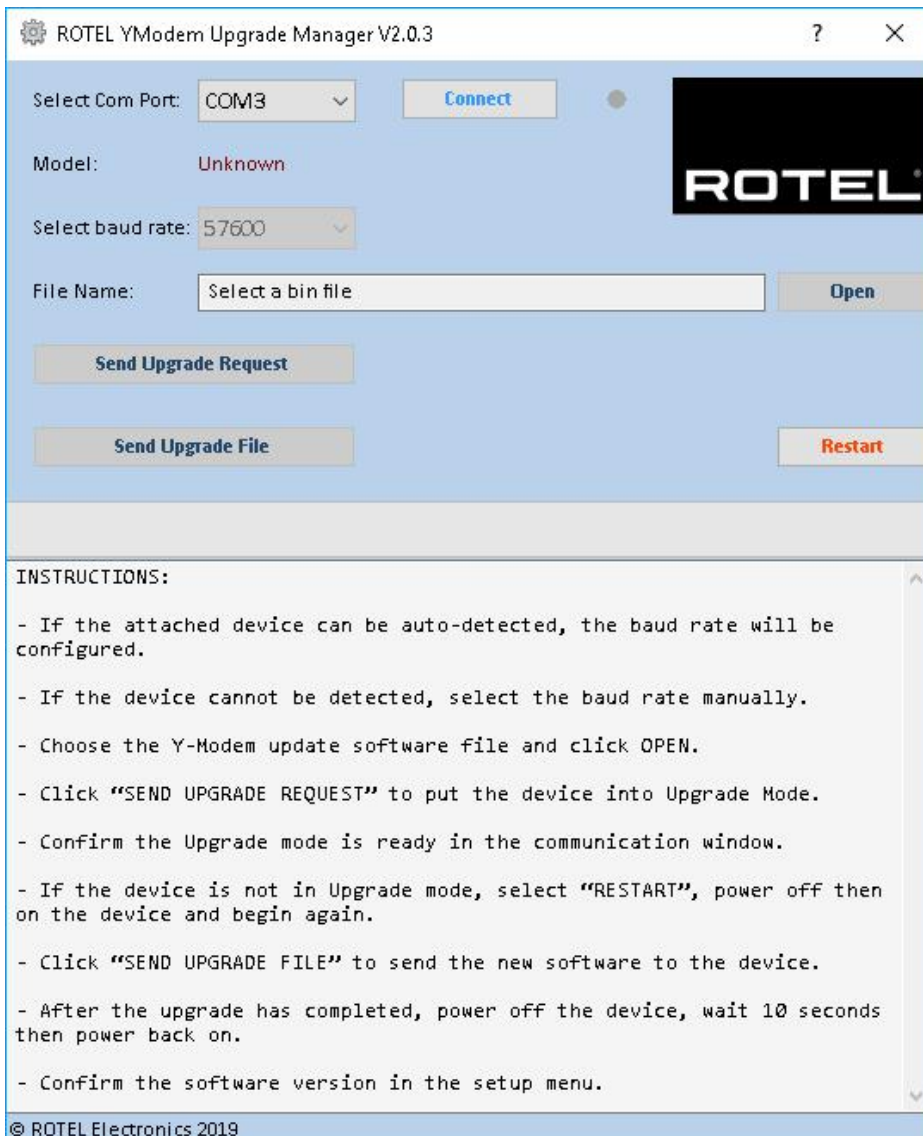 ROTEL YModem Upgrade Manager V2.0.3 ?
Select Com Port: COM3 Connect
ROTEL
Model: Unknown
Select baud rate: 57600
File Name: Select a bin file Open
Send Upgrade Request
Send Upgrade File Restart
INSTRUCTIONS:
- If the attached device can be auto-detected, the baud rate will be
configured.
- If the device cannot be detected, select the baud rate manually.
- Choose the Y-Modem update software file and click OPEN.
- Click “SEND UPGRADE REQUEST” to put the device into Upgrade Mode.
- Confirm the Upgrade mode is ready in the communication window.
- If the device is not in Upgrade mode, select “RESTART”, power off then
on the device and begin again.
- Click “SEND UPGRADE FILE” to send the new software to the device.
- After the upgrade has completed, power off the device, wait 10 seconds
then power back on.
- Confirm the software version in the setup menu.
© ROTEL Electronics 2019